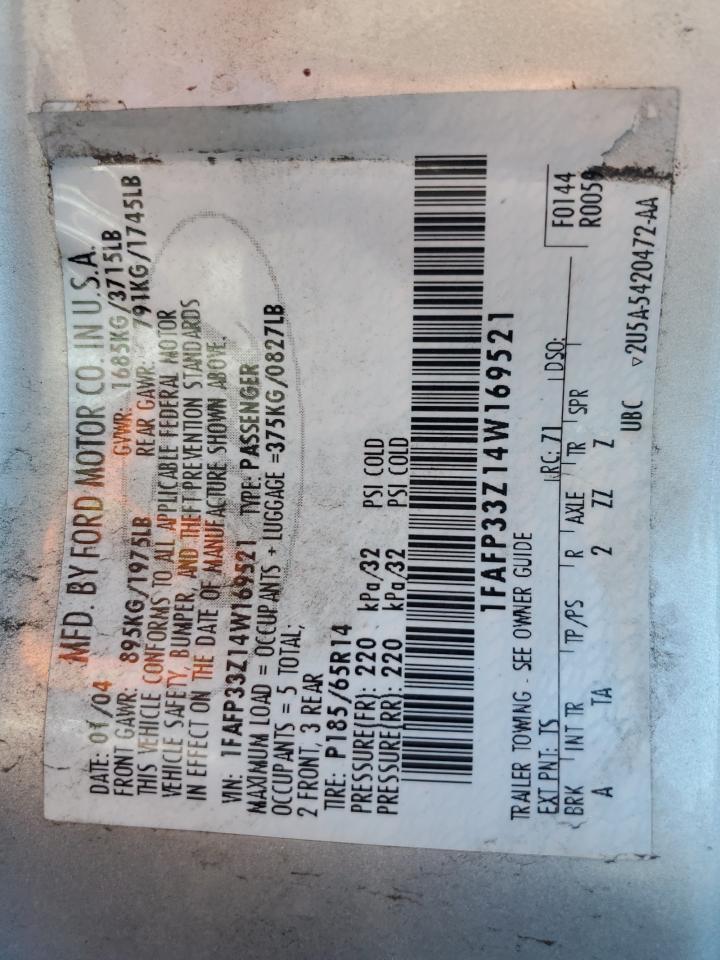 MFD. BY FORD MOTOR CO. IN U.S.A.
DATE: 01/04 GVWR: 1685KG/3715LB
FRONT GAWR: 895KG/1975LB REAR GAWR: 791KG/1745LB
THIS VEHICLE CONFORMS TO ALL APPLICABLE FEDERAL MOTOR
VEHICLE SAFETY, BUMPER, AND THEFT PREVENTION STANDARDS
IN EFFECT ON THE DATE OF MANUFACTURE SHOWN ABOVE.
VIN: 1FAFP33Z14W169521 TYPE: PASSENGER
MAXIMUM LOAD = OCCUPANTS + LUGGAGE =375KG/0827LB
OCCUPANTS = 5 TOTAL;
2 FRONT, 3 REAR
TIRE: P185/65R14
PRESSURE(FR): 220 kPa/32 PSI COLD
PRESSURE(RR): 220 kPa/32 PSI COLD
1FAFP33Z14W169521
TRAILER TOWING - SEE OWNER GUIDE
F0144
EXT PNT: TS RC: 71 DSO: R0059
BRK INT TR TP/PS R AXLE TR SPR
A TA 2 ZZ Z
UBC ▿2U5A-5420472-AA